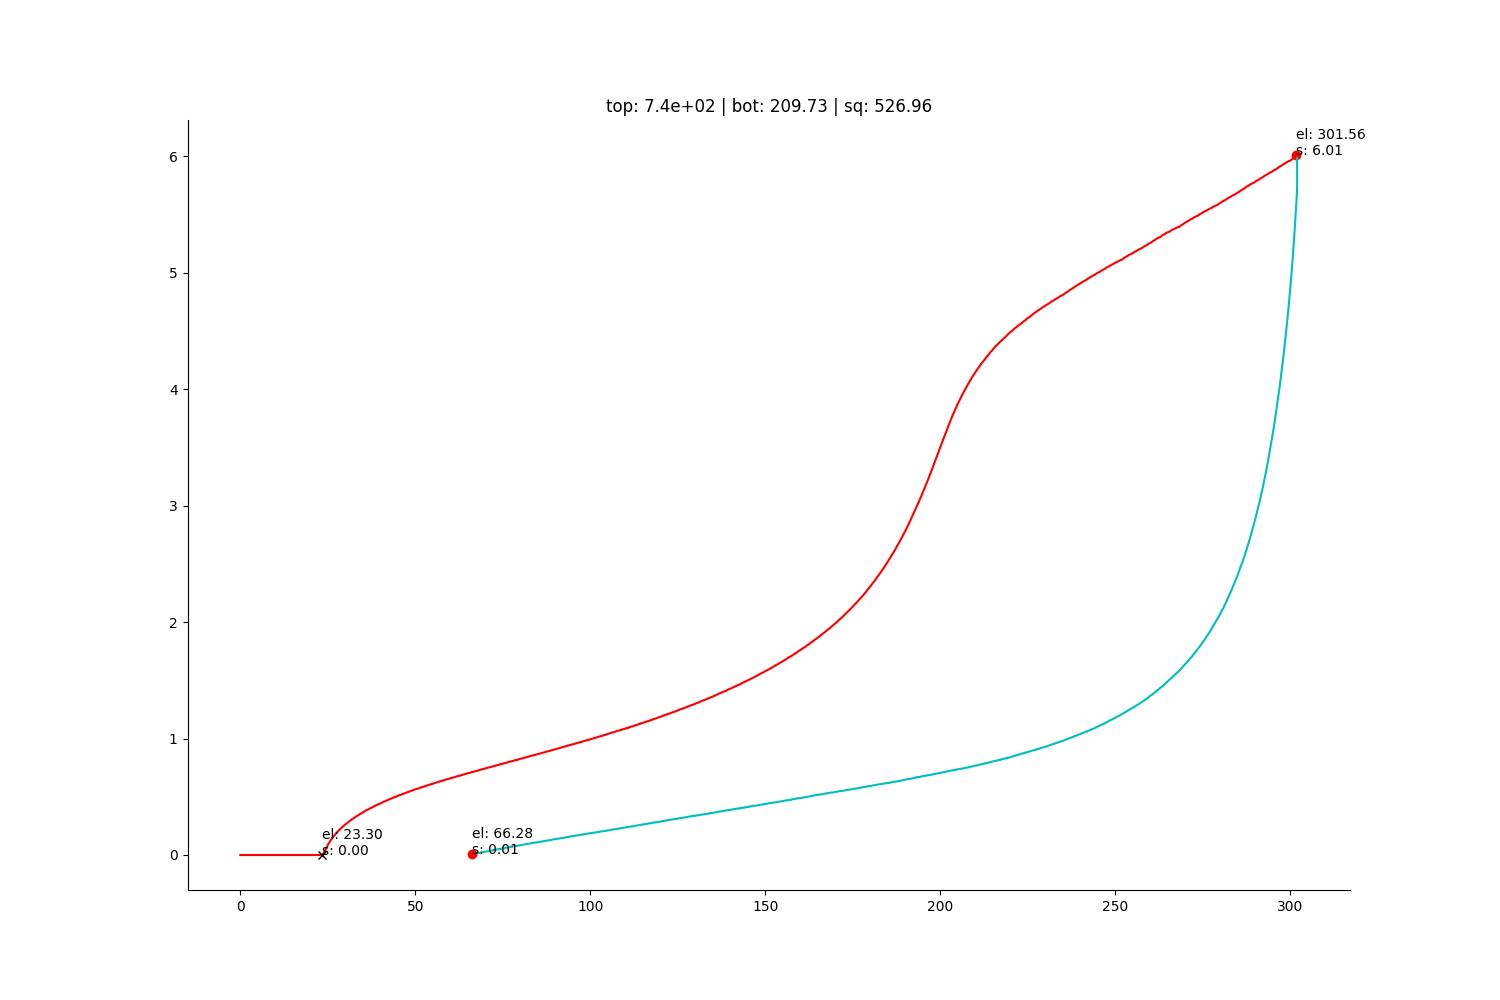 top: 7.4e+02 | bot: 209.73 | sq: 526.96
el: 301.56
s: 6.01
6
5
4
3
2
1
0
el: 23.30
s: 0.00
el: 66.28
s: 0.01
0
50
100
150
200
250
300